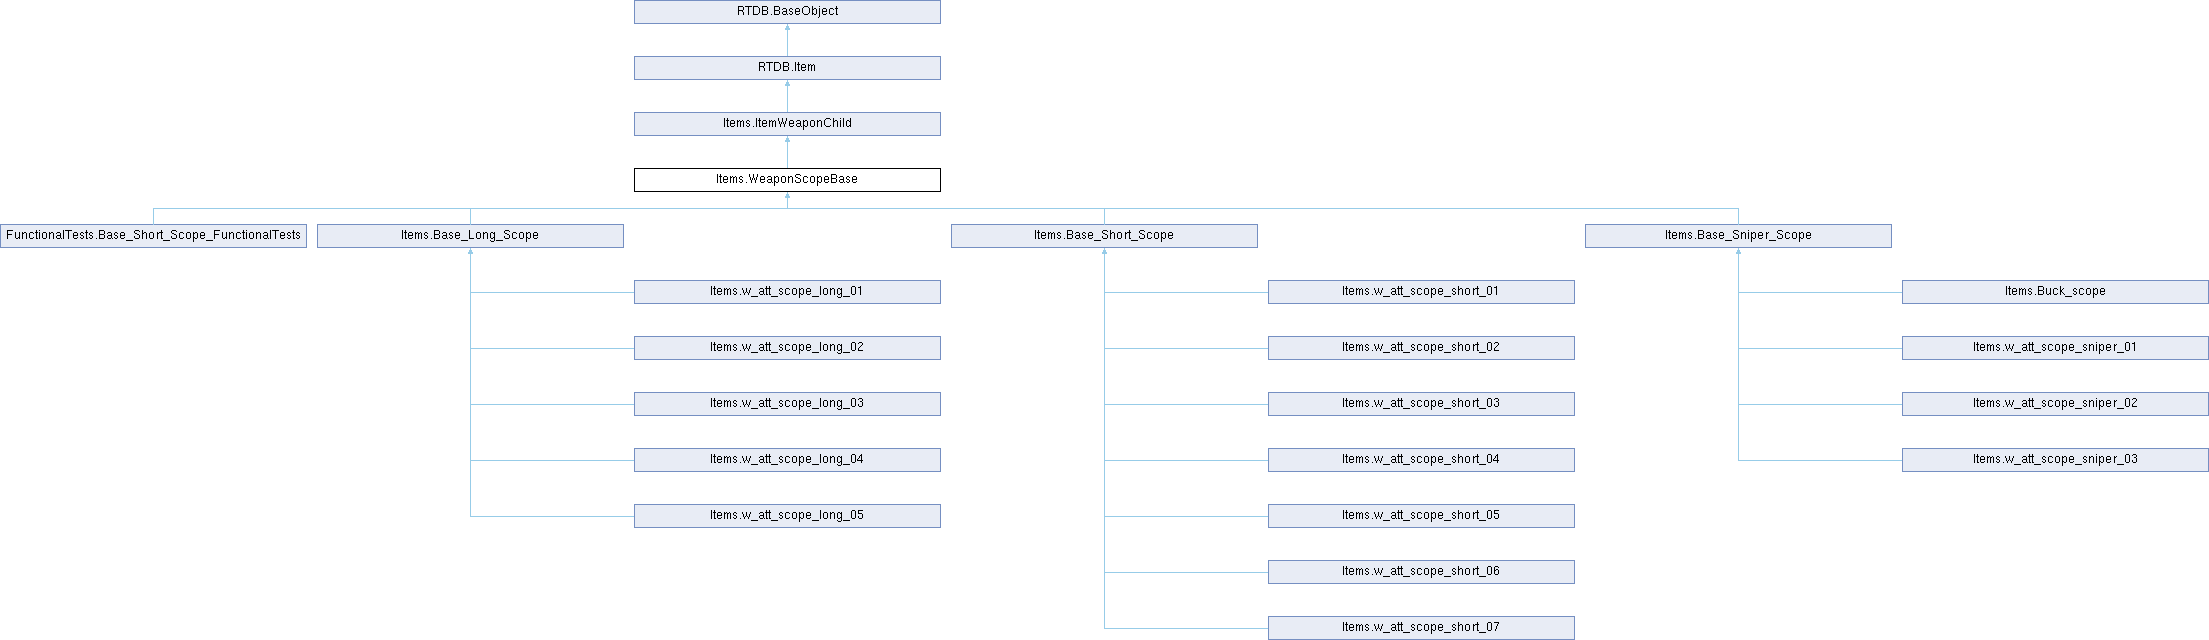 RTDB.BaseObject
RTDB.Item
Items.ItemWeaponChild
Items.WeaponScopeBase
FunctionalTests.Base_Short_Scope_FunctionalTests
Items.Base_Long_Scope
Items.Base_Short_Scope
Items.Base_Sniper_Scope
Items.w_att_scope_long_01
Items.w_att_scope_short_01
Items.Buck_scope
Items.w_att_scope_long_02
Items.w_att_scope_short_02
Items.w_att_scope_sniper_01
Items.w_att_scope_long_03
Items.w_att_scope_short_03
Items.w_att_scope_sniper_02
Items.w_att_scope_long_04
Items.w_att_scope_short_04
Items.w_att_scope_sniper_03
Items.w_att_scope_long_05
Items.w_att_scope_short_05
Items.w_att_scope_short_06
Items.w_att_scope_short_07